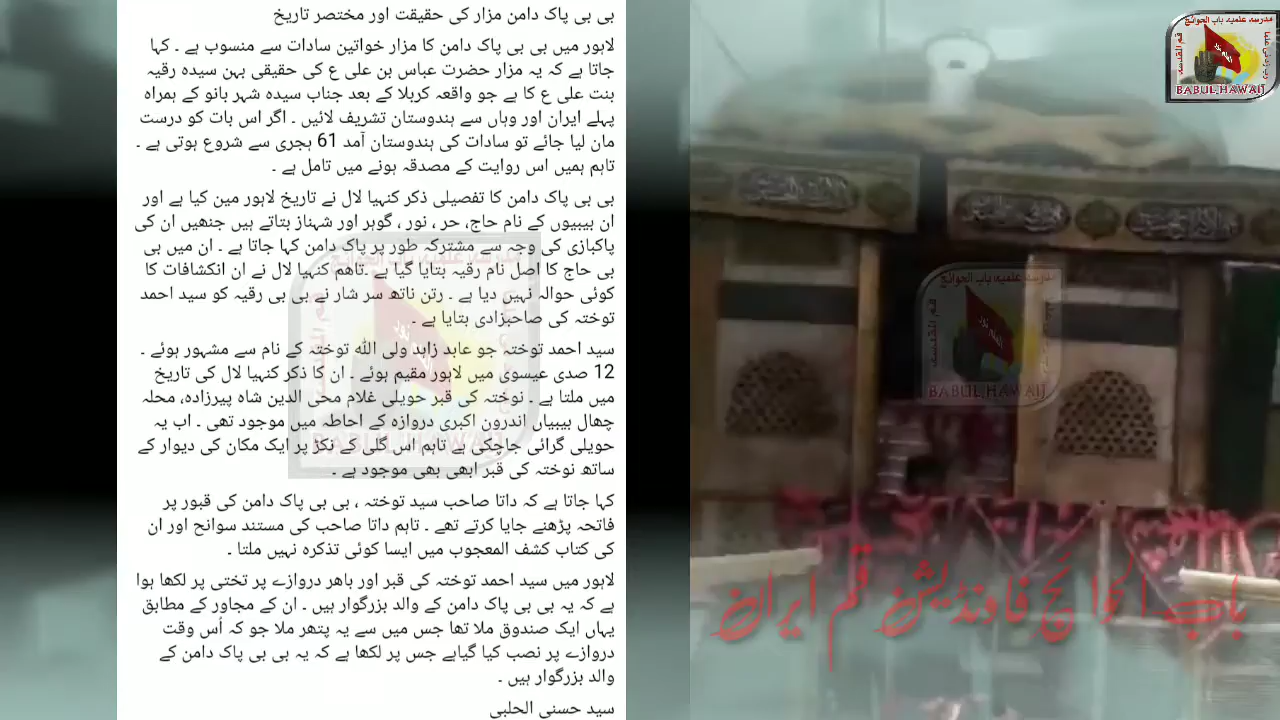 بی بی پاک دامن مزار کی حقیقت اور مختصر تاریخ
لاہور میں بی بی پاک دامن کا مزار خواتین سادات سے منسوب ہے ۔ کہا
جاتا ہے کہ یہ مزار حضرت عباس بن علی ع کی حقیقی بہن سیدہ رقیہ
بنت علی ع کا ہے جو واقعہ کربلا کے بعد جناب سیدہ شہر بانو کے ہمراہ
پہلے ایران اور وہاں سے ہندوستان تشریف لائیں ۔ اگر اس بات کو درست
مان لیا جائے تو سادات کی ہندوستان آمد 61 ہجری سے شروع ہوتی ہے ۔
تاہم ہمیں اس روایت کے مصدقہ ہونے میں تامل ہے ۔
بی بی پاک دامن کا تفصیلی ذکر کنہیا لال نے تاریخ لاہور مین کیا ہے اور
ان بیبیوں کے نام حاج، حر ، نور ، گوہر اور شہناز بتاتے ہیں جنھیں ان کی
پاکبازی کی وجہ سے مشترکہ طور پر پاک دامن کہا جاتا ہے ۔ ان میں بی
بی حاج کا اصل نام رقیہ بتایا گیا ہے ۔تاھم کنہیا لال نے ان انکشافات کا
کوئی حوالہ نہیں دیا ہے ۔ رتن ناتھ سر شار نے بی بی رقیہ کو سید احمد
توختہ کی صاحبزادی بتایا ہے ۔
سید احمد توختہ جو عابد زاہد ولی اللہ توختہ کے نام سے مشہور ہوئے ۔
12 صدی عیسوی میں لاہور مقیم ہوئے ۔ ان کا ذکر کنہیا لال کی تاریخ
میں ملتا ہے ۔ نوختہ کی قبر حویلی غلام محی الدین شاہ پیرزادہ، محلہ
چھال بیبیاں اندرون اکبری دروازہ کے احاطہ میں موجود تھی ۔ اب یہ
حویلی گرائی جاچکی ہے تاہم اس گلی کے نکڑ پر ایک مکان کی دیوار کے
ساتھ نوختہ کی قبر ابھی بھی موجود ہے ۔
کہا جاتا ہے کہ داتا صاحب سید توختہ ، بی بی پاک دامن کی قبور پر
فاتحہ پڑھنے جایا کرتے تھے ۔ تاہم داتا صاحب کی مستند سوانح اور ان
کی کتاب کشف المعجوب میں ایسا کوئی تذکرہ نہیں ملتا ۔
لاہور میں سید احمد توختہ کی قبر اور باھر دروازے پر تختی پر لکھا ہوا
ہے کہ یہ بی بی پاک دامن کے والد بزرگوار ہیں ۔ ان کے مجاور کے مطابق
یہاں ایک صندوق ملا تھا جس میں سے یہ پتھر ملا جو کہ اُس وقت
دروازے پر نصب کیا گیاہے جس پر لکھا ہے کہ یہ بی بی پاک دامن کے
والد بزرگوار ہیں ۔
سید حسنی الحلبی
مدرسہ علمیہ باب الحوائج
قم المقدسہ
BABUL,HAWAIJ
مدرسہ علمیہ باب الحوائج
قم المقدسہ
BABUL,HAWAIJ
باب الحوائج فاونڈیشن قم ایران